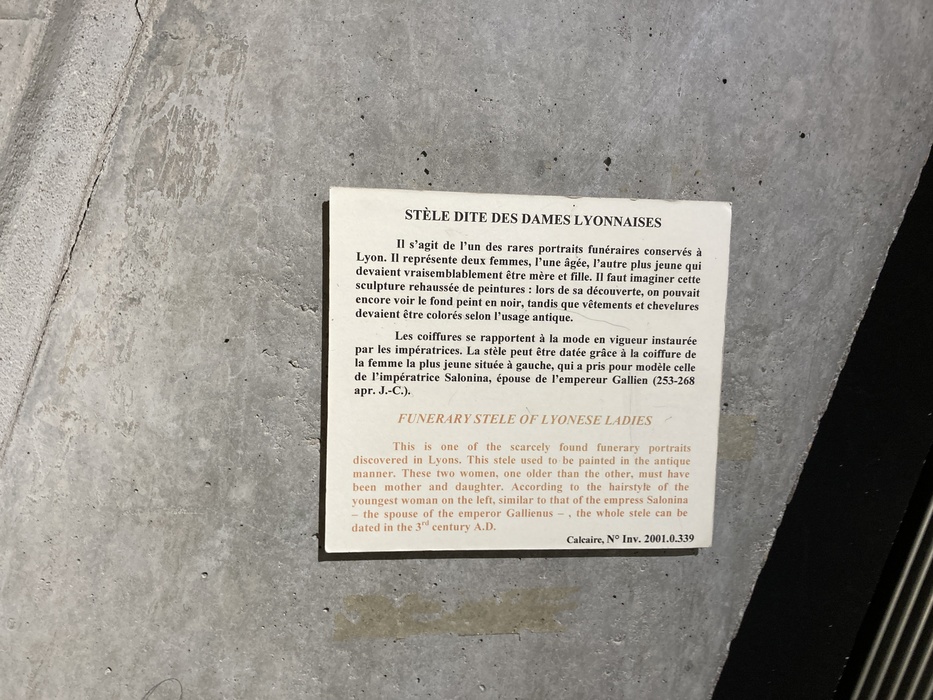 STÈLE DITE DES DAMES LYONNAISES
Il s'agit de l'un des rares portraits funéraires conservés à
Lyon. Il représente deux femmes, l'une âgée, l'autre plus jeune qui
devaient vraisemblablement être mère et fille. Il faut imaginer cette
sculpture rehaussée de peintures : lors de sa découverte, on pouvait
encore voir le fond peint en noir, tandis que vêtements et chevelures
devaient être colorés selon l'usage antique.
Les coiffures se rapportent à la mode en vigueur instaurée
par les impératrices. La stèle peut être datée grâce à la coiffure de
la femme la plus jeune située à gauche, qui a pris pour modèle celle
de l'impératrice Salonina, épouse de l'empereur Gallien (253-268
apr. J.-C.).
FUNERARY STELE OF LYONESE LADIES
This is one of the scarcely found funerary portraits
discovered in Lyons. This stele used to be painted in the antique
manner. These two women, one older than the other, must have
been mother and daughter. According to the hairstyle of the
youngest woman on the left, similar to that of the empress Salonina
– the spouse of the emperor Gallienus – , the whole stele can be
dated in the 3rd century A.D.
Calcaire, N° Inv. 2001.0.339